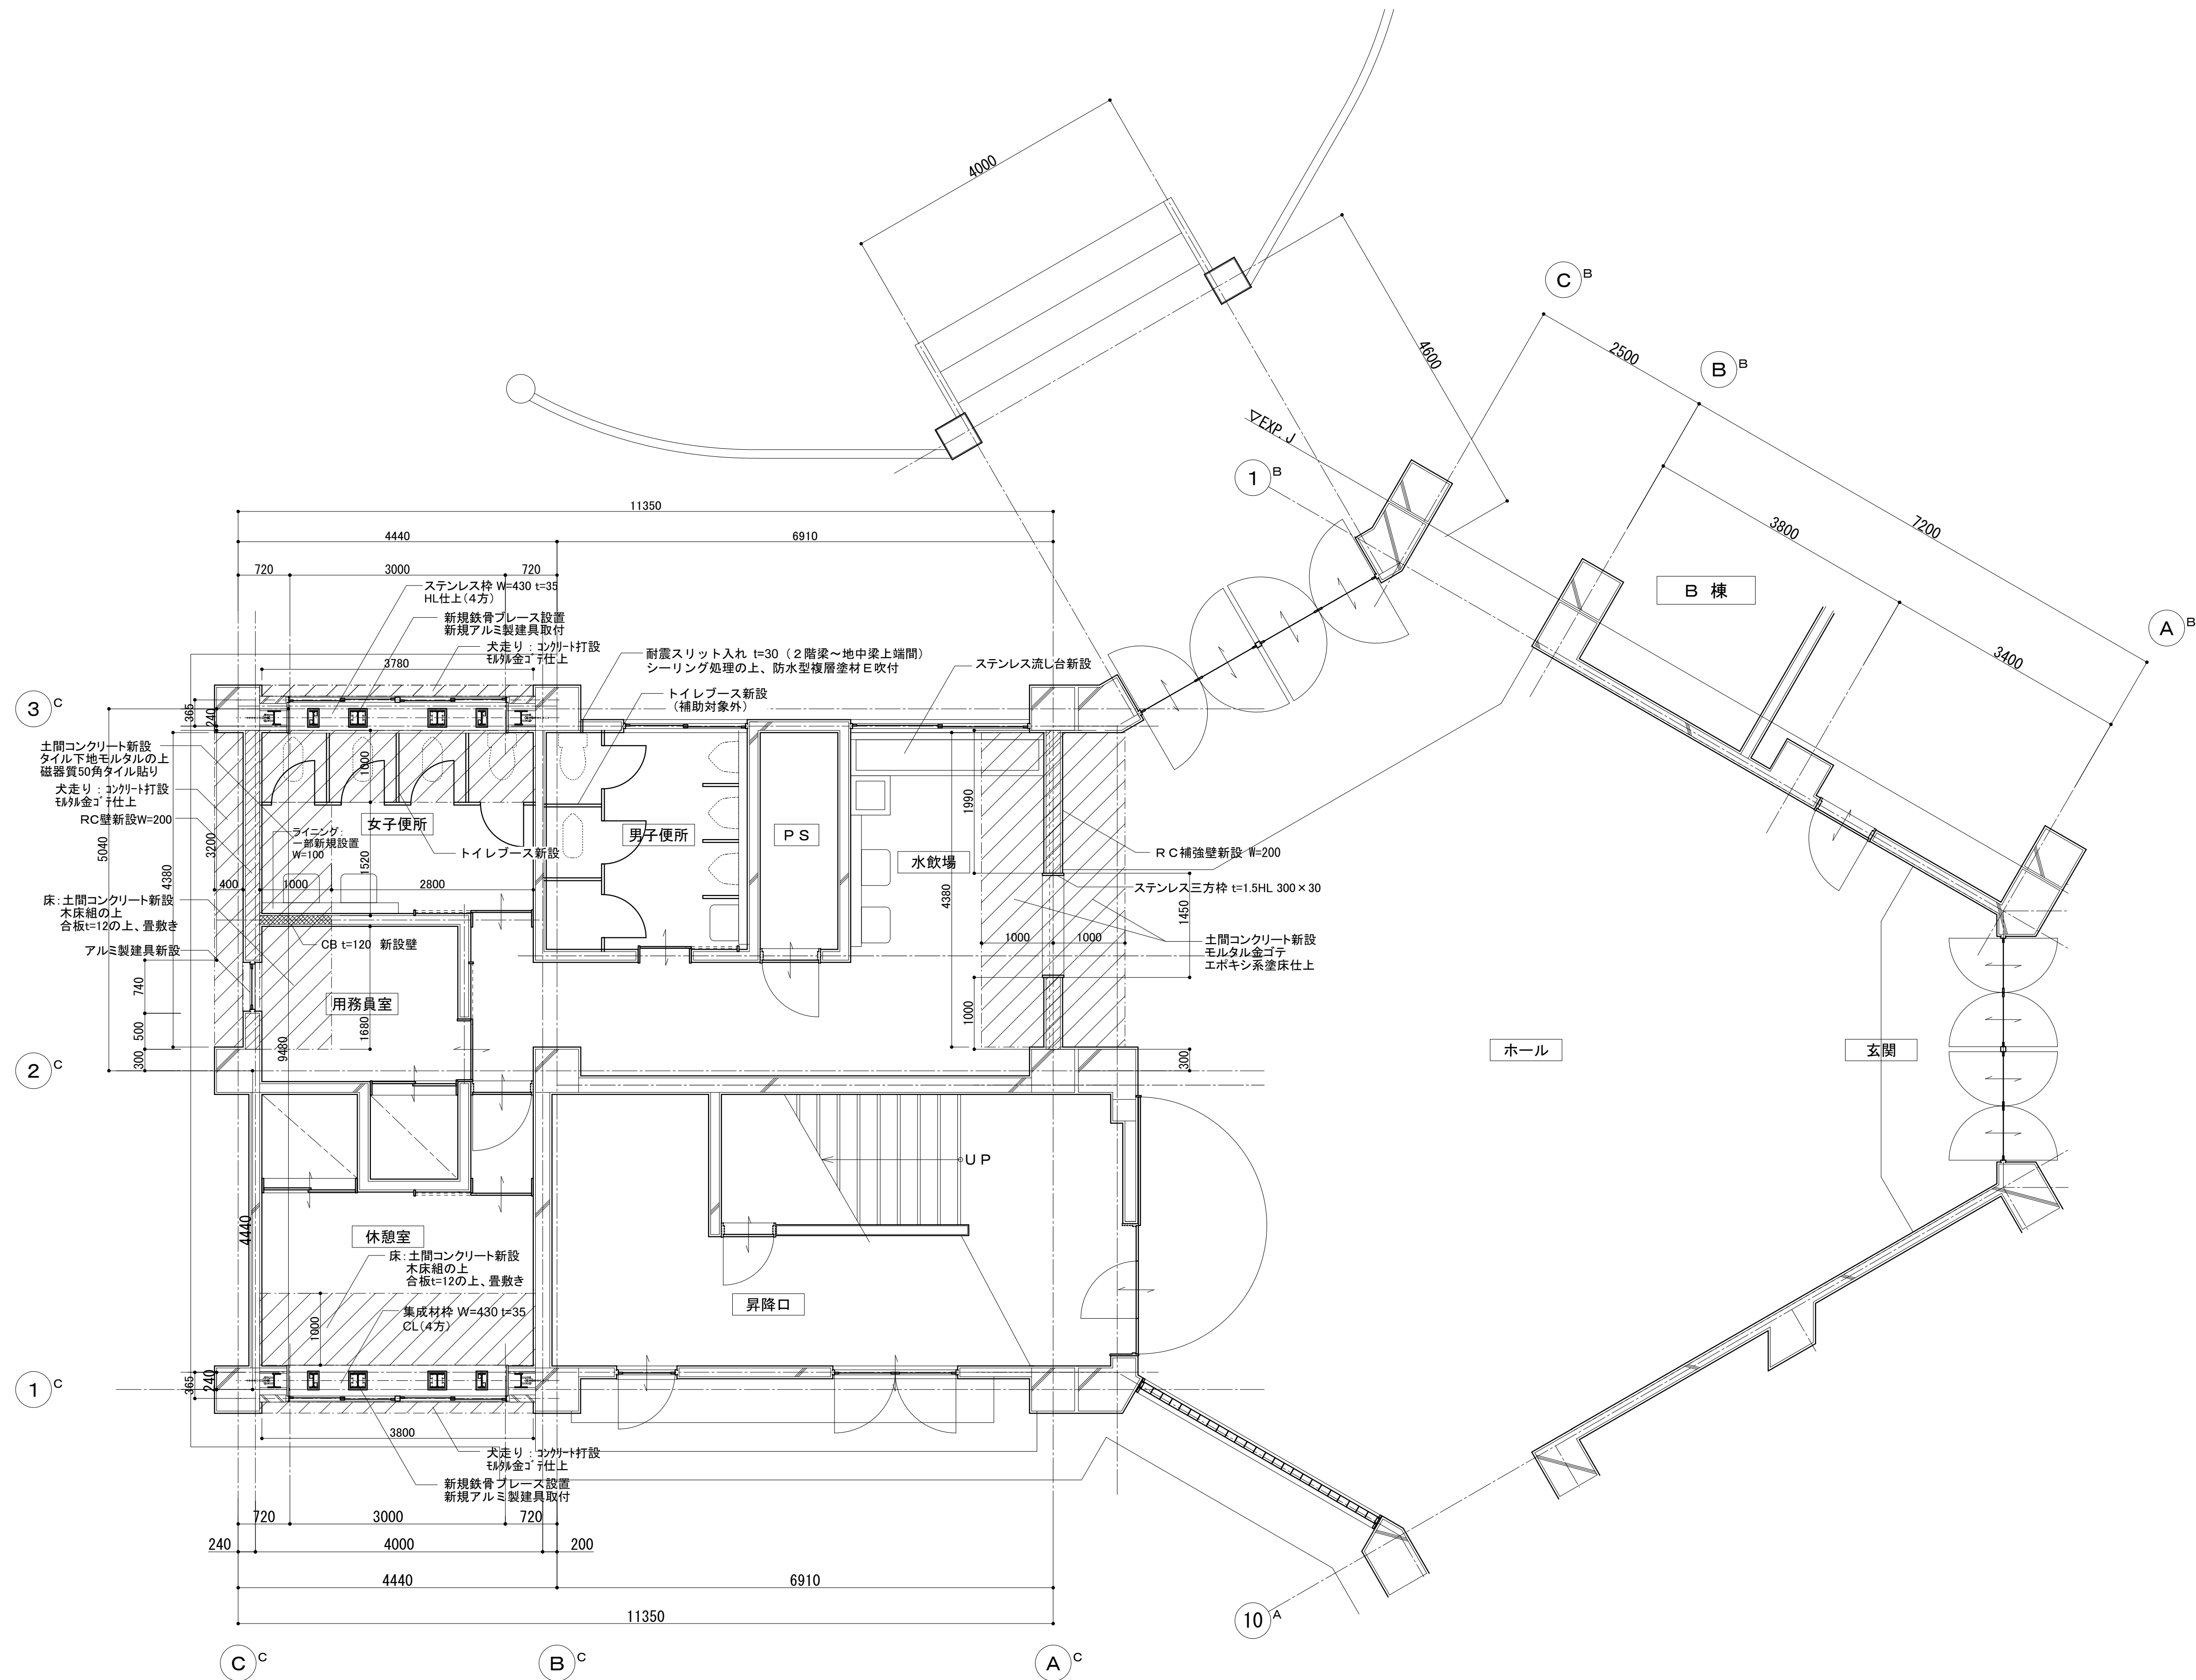 4000
4600
C B
2500
B B
▽EXP.J
1 B
3800
7200
B 棟
A B
3400
11350
4440
6910
720
3000
720
ステンレス枠 W=430 t=35
HL仕上(4方)
新規鉄骨ブレース設置
新規アルミ製建具取付
犬走り：コンクリート打設
モルタル金ゴテ仕上
3780
耐震スリット入れ t=30 (2階梁～地中梁上端間)
シーリング処理の上、防水型複層塗材E吹付
ステンレス流し台新設
トイレブース新設
(補助対象外)
3 C
365
240
土間コンクリート新設
タイル下地モルタルの上
磁器質50角タイル貼り
犬走り：コンクリート打設
モルタル金ゴテ仕上
RC壁新設W=200
5040
3200
4380
1000
ライニング：
一部新規設置
W=100
女子便所
1520
トイレブース新設
男子便所
PS
水飲場
1990
4380
RC補強壁新設 W=200
ステンレス三方枠 t=1.5HL 300×30
1450
400
1000
2800
床：土間コンクリート新設
木床組の上
合板t=12の上、畳敷き
CB t=120 新設壁
アルミ製建具新設
1000
1000
土間コンクリート新設
モルタル金ゴテ
エポキシ系塗床仕上
740
用務員室
500
1680
9480
1000
300
300
2 C
ホール
玄関
UP
4440
休憩室
床：土間コンクリート新設
木床組の上
合板t=12の上、畳敷き
集成材枠 W=430 t=35
CL(4方)
1000
昇降口
1 C
365
240
3800
犬走り：コンクリート打設
モルタル金ゴテ仕上
新規鉄骨ブレース設置
新規アルミ製建具取付
720
3000
720
240
4000
200
4440
6910
11350
10 A
C C
B C
A C